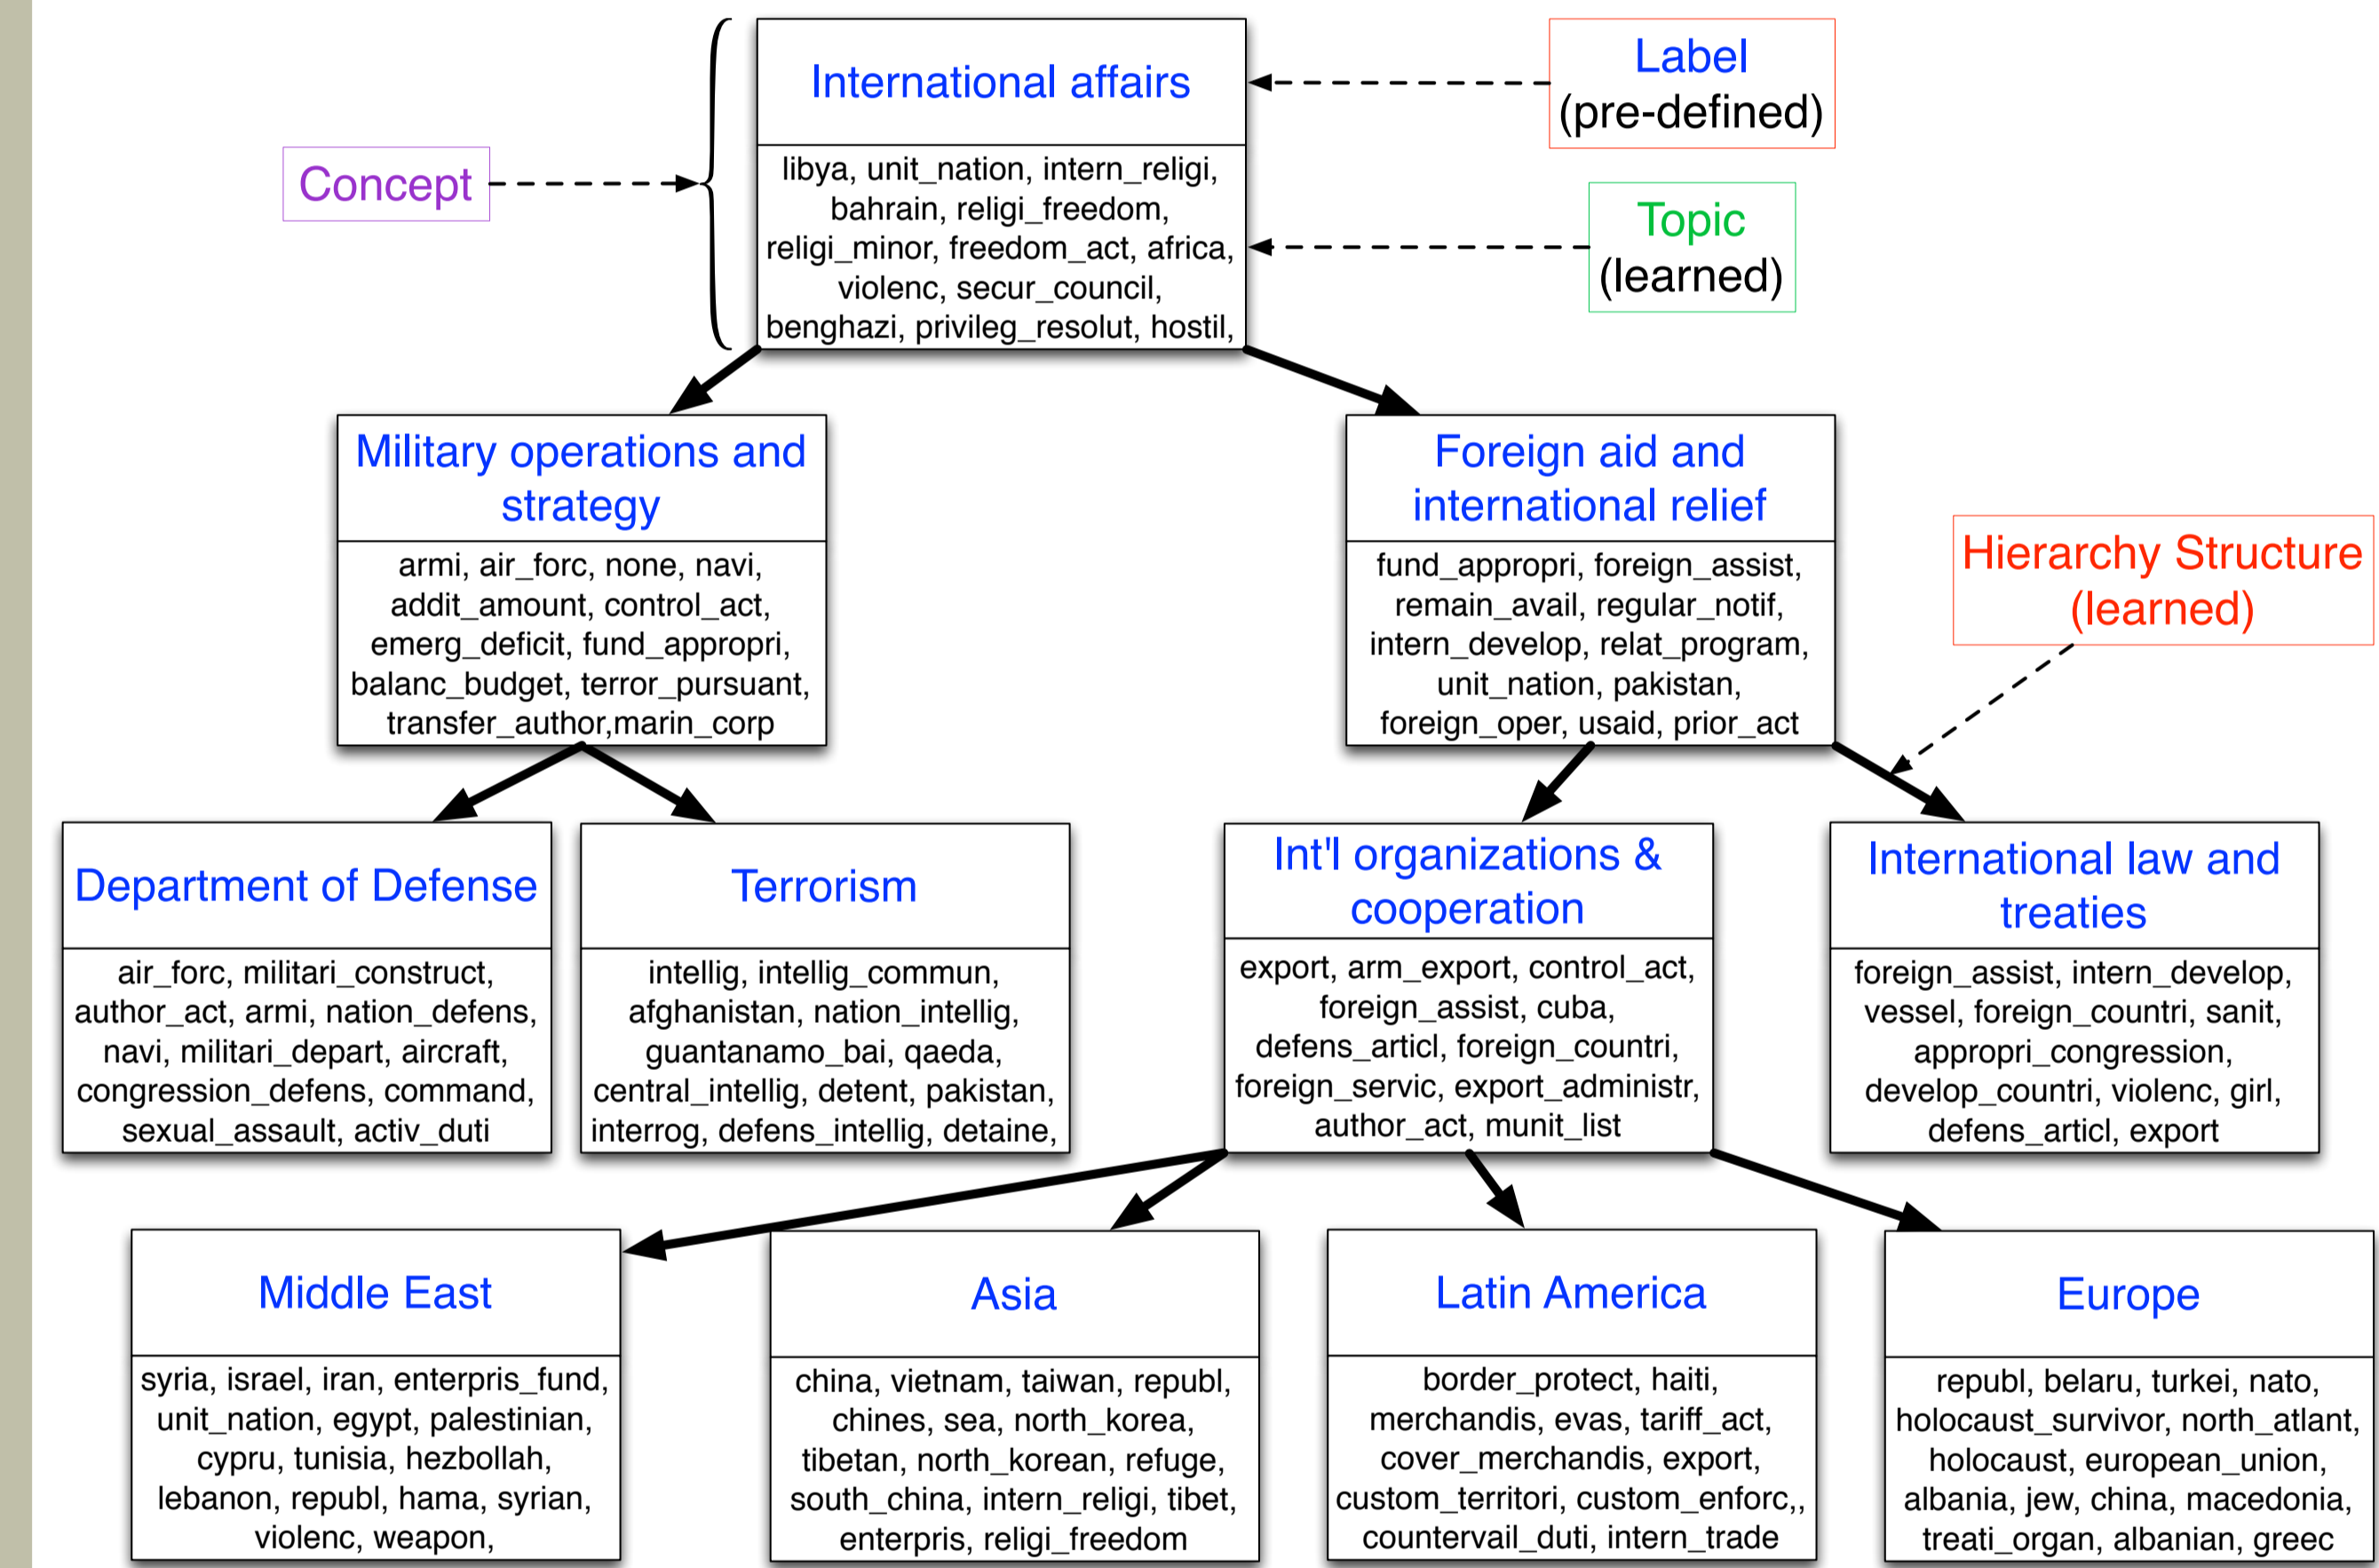 International affairs
libya, unit_nation, intern_religi,
bahrain, religi_freedom,
religi_minor, freedom_act, africa,
violenc, secur_council,
benghazi, privileg_resolut, hostil,
Label
(pre-defined)
Concept
Topic
(learned)
Military operations and
strategy
armi, air_forc, none, navi,
addit_amount, control_act,
emerg_deficit, fund_appropri,
balanc_budget, terror_pursuant,
transfer_author,marin_corp
Foreign aid and
international relief
fund_appropri, foreign_assist,
remain_avail, regular_notif,
intern_develop, relat_program,
unit_nation, pakistan,
foreign_oper, usaid, prior_act
Hierarchy Structure
(learned)
Department of Defense
air_forc, militari_construct,
author_act, armi, nation_defens,
navi, militari_depart, aircraft,
congression_defens, command,
sexual_assault, activ_duti
Terrorism
intellig, intellig_commun,
afghanistan, nation_intellig,
guantanamo_bai, qaeda,
central_intellig, detent, pakistan,
interrog, defens_intellig, detaine,
Int'l organizations &
cooperation
export, arm_export, control_act,
foreign_assist, cuba,
defens_articl, foreign_countri,
foreign_servic, export_administr,
author_act, munit_list
International law and
treaties
foreign_assist, intern_develop,
vessel, foreign_countri, sanit,
appropri_congression,
develop_countri, violenc, girl,
defens_articl, export
Middle East
syria, israel, iran, enterpris_fund,
unit_nation, egypt, palestinian,
cypru, tunisia, hezbollah,
lebanon, republ, hama, syrian,
violenc, weapon,
Asia
china, vietnam, taiwan, republ,
chines, sea, north_korea,
tibetan, north_korean, refuge,
south_china, intern_religi, tibet,
enterpris, religi_freedom
Latin America
border_protect, haiti,
merchandis, evas, tariff_act,
cover_merchandis, export,
custom_territori, custom_enforc,,
countervail_duti, intern_trade
Europe
republ, belaru, turkei, nato,
holocaust_survivor, north_atlant,
holocaust, european_union,
albania, jew, china, macedonia,
treati_organ, albanian, greec